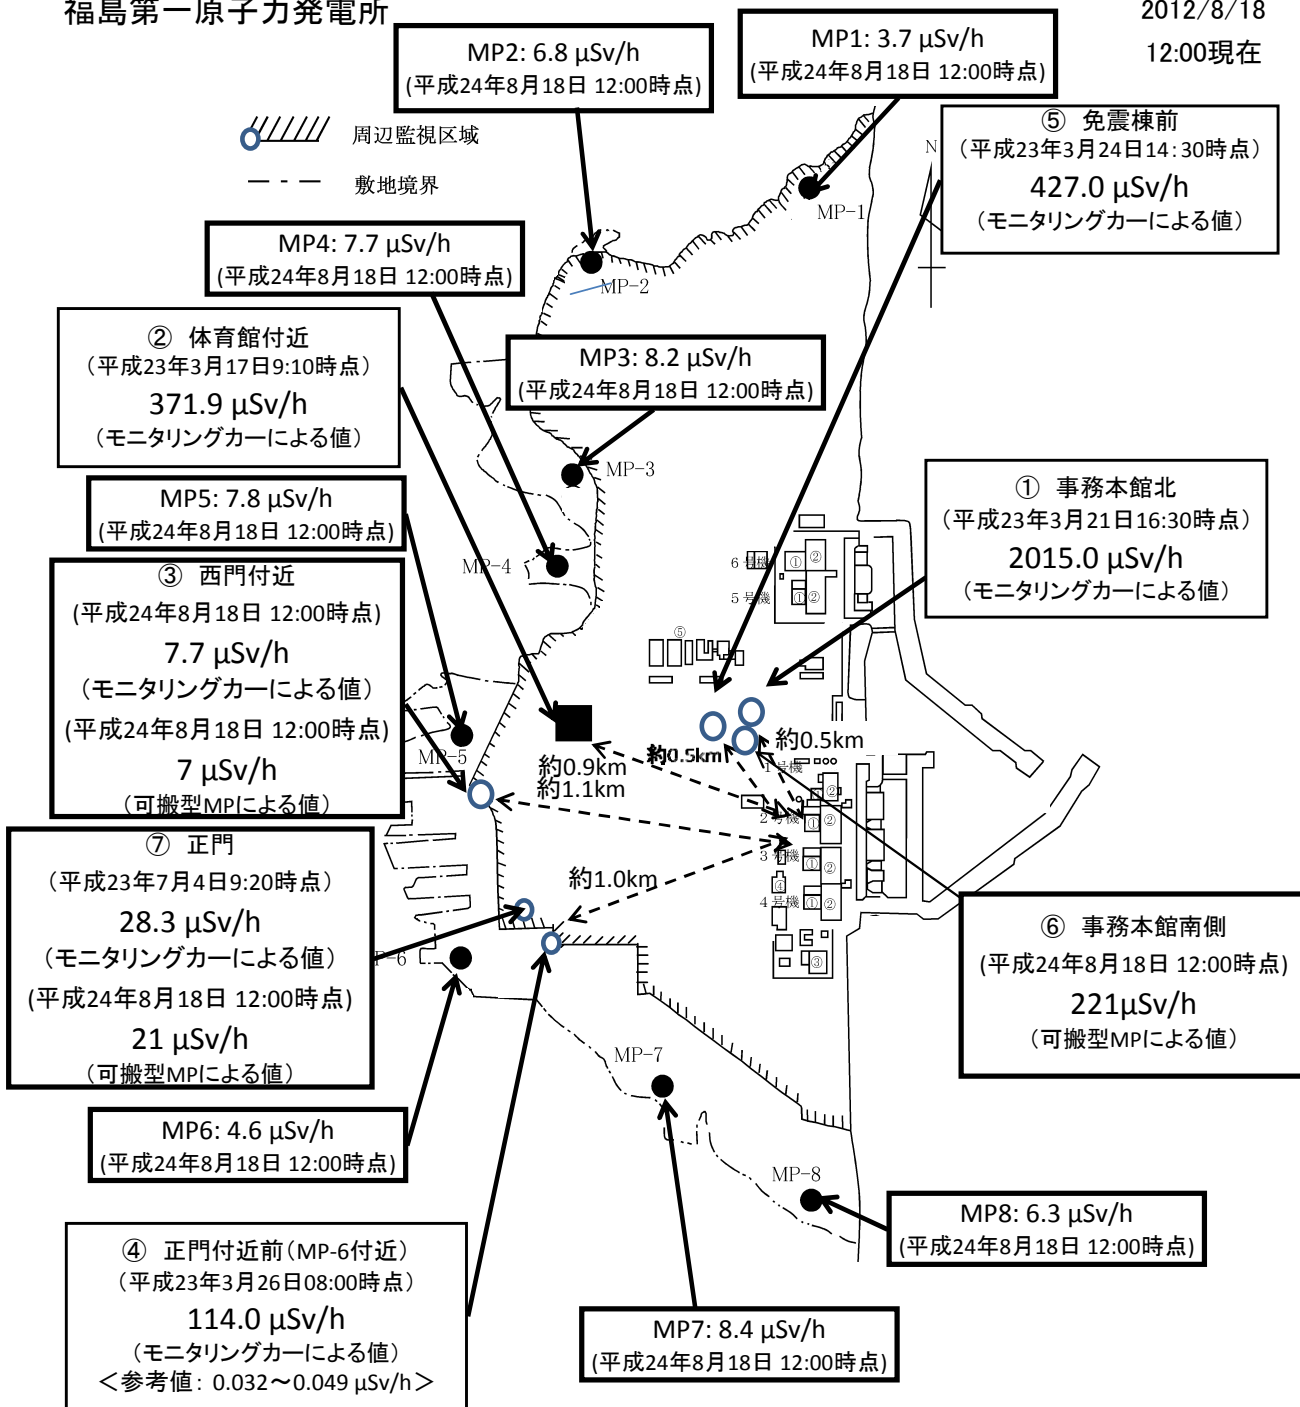 福島第一原子力発電所
2012/8/18
12:00現在
MP2: 6.8 μSv/h
(平成24年8月18日 12:00時点)
MP1: 3.7 μSv/h
(平成24年8月18日 12:00時点)
周辺監視区域
敷地境界
⑤ 免震棟前
（平成23年3月24日14:30時点）
427.0 μSv/h
（モニタリングカーによる値）
N
MP-1
MP4: 7.7 μSv/h
(平成24年8月18日 12:00時点)
MP-2
② 体育館付近
（平成23年3月17日9:10時点）
371.9 μSv/h
（モニタリングカーによる値）
MP3: 8.2 μSv/h
(平成24年8月18日 12:00時点)
MP-3
MP5: 7.8 μSv/h
(平成24年8月18日 12:00時点)
① 事務本館北
（平成23年3月21日16:30時点）
2015.0 μSv/h
（モニタリングカーによる値）
MP-4
6号機
① ②
5号機
① ②
③ 西門付近
(平成24年8月18日 12:00時点)
7.7 μSv/h
（モニタリングカーによる値）
(平成24年8月18日 12:00時点)
7 μSv/h
（可搬型MPによる値）
⑤
MP-5
約0.9km
約1.1km
約0.5km
約0.5km
1号機
②
2号機
① ②
3号機
① ②
④
4号機
① ②
③
約1.0km
⑦ 正門
（平成23年7月4日9:20時点）
28.3 μSv/h
（モニタリングカーによる値）
(平成24年8月18日 12:00時点)
21 μSv/h
（可搬型MPによる値）
P-6
⑥ 事務本館南側
(平成24年8月18日 12:00時点)
221μSv/h
（可搬型MPによる値）
MP-7
MP6: 4.6 μSv/h
(平成24年8月18日 12:00時点)
MP-8
MP8: 6.3 μSv/h
(平成24年8月18日 12:00時点)
④ 正門付近前（MP-6付近）
（平成23年3月26日08:00時点）
114.0 μSv/h
（モニタリングカーによる値）
＜参考値： 0.032～0.049 μSv/h＞
MP7: 8.4 μSv/h
(平成24年8月18日 12:00時点)